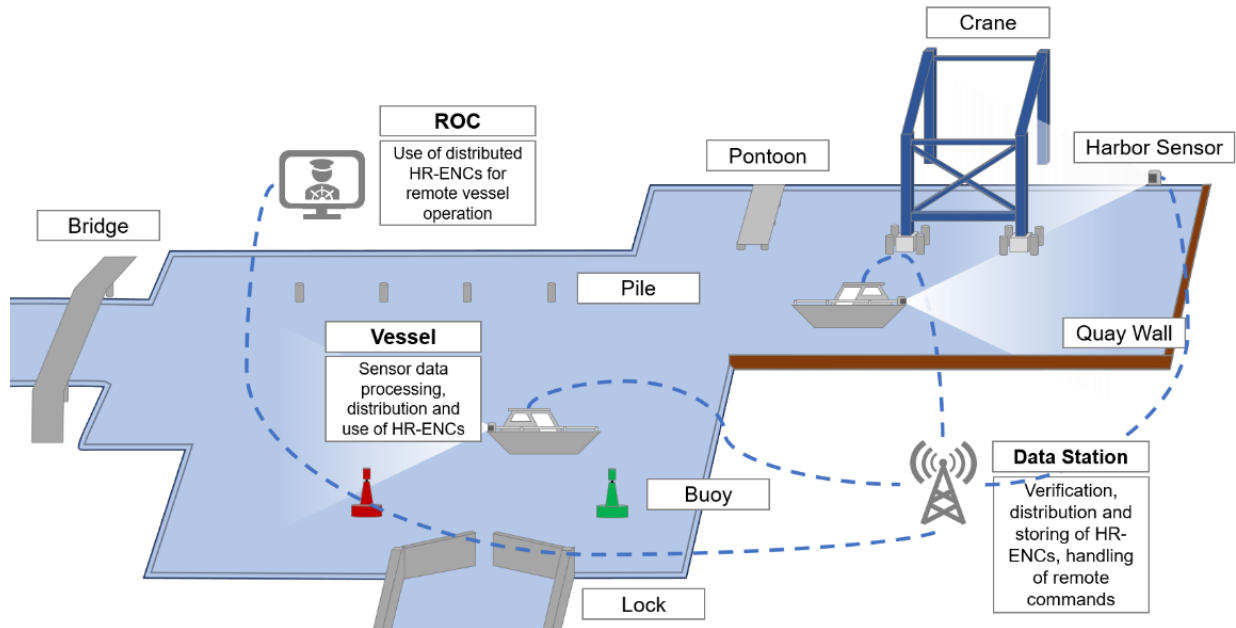 Crane
ROC
Use of distributed
HR-ENCs for
remote vessel
operation
Pontoon
Harbor Sensor
Bridge
Pile
Vessel
Sensor data
processing,
distribution and
use of HR-ENCs
Quay Wall
Buoy
Data Station
Verification,
distribution and
storing of HR-
ENCs, handling
of remote
commands
Lock